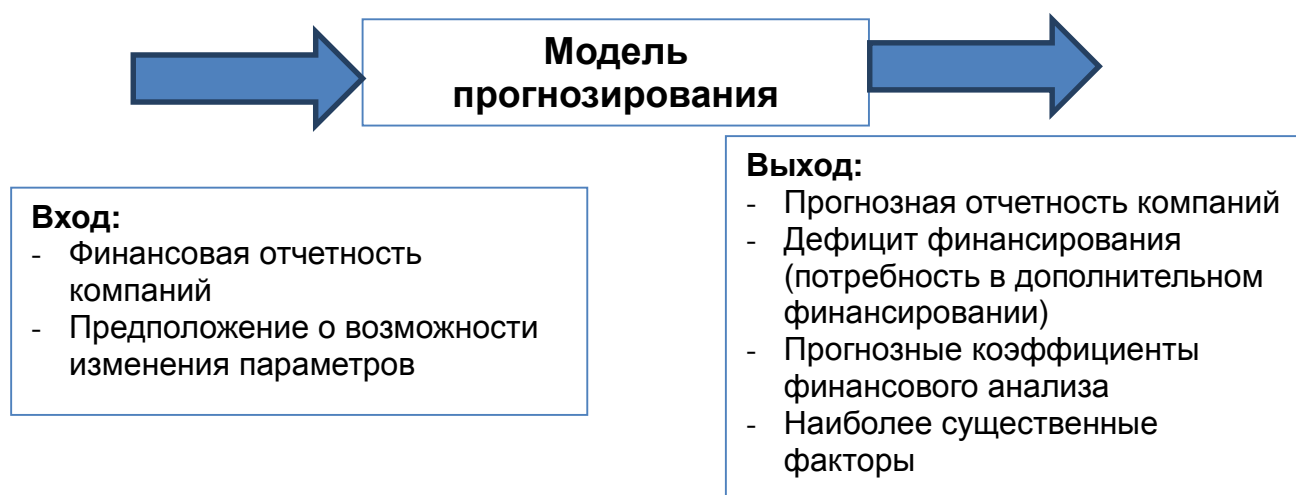 Модель
прогнозирования
Вход:
- Финансовая отчетность
компаний
- Предположение о возможности
изменения параметров
Выход:
- Прогнозная отчетность компаний
- Дефицит финансирования
(потребность в дополнительном
финансировании)
- Прогнозные коэффициенты
финансового анализа
- Наиболее существенные
факторы